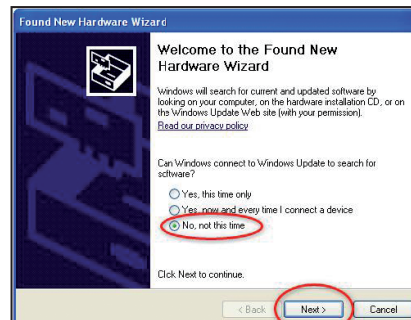 Found New Hardware Wizard
Welcome to the Found New
Hardware Wizard
Windows will search for current and updated software by
looking on your computer, on the hardware installation CD, or on
the Windows Update Web site (with your permission).
Read our privacy policy
Can Windows connect to Windows Update to search for
software?
Yes, this time only
Yes, now and every time I connect a device
No, not this time
Click Next to continue.
< Back
Next >
Cancel